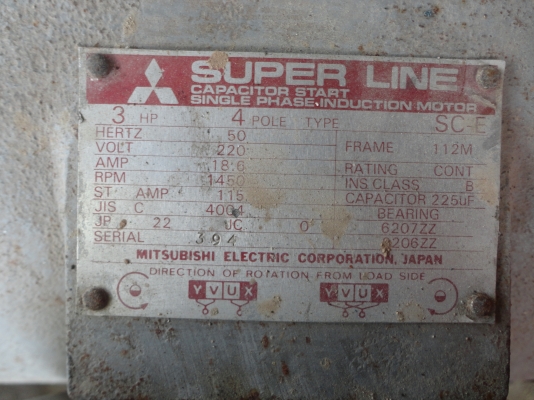 SUPER LINE
CAPACITOR START
SINGLE PHASE INDUCTION MOTOR
3 HP 4 POLE TYPE SC-E
HERTZ 50 FRAME 112M
VOLT 220
AMP 18.6 RATING CONT
RPM 1450 INS CLASS B
ST AMP 115 CAPACITOR 225uF
JIS C 4004 BEARING
JP 22 UC 0° 6207ZZ
SERIAL 394 6206ZZ
MITSUBISHI ELECTRIC CORPORATION, JAPAN
DIRECTION OF ROTATION FROM LOAD SIDE
Y V U X Y V U X